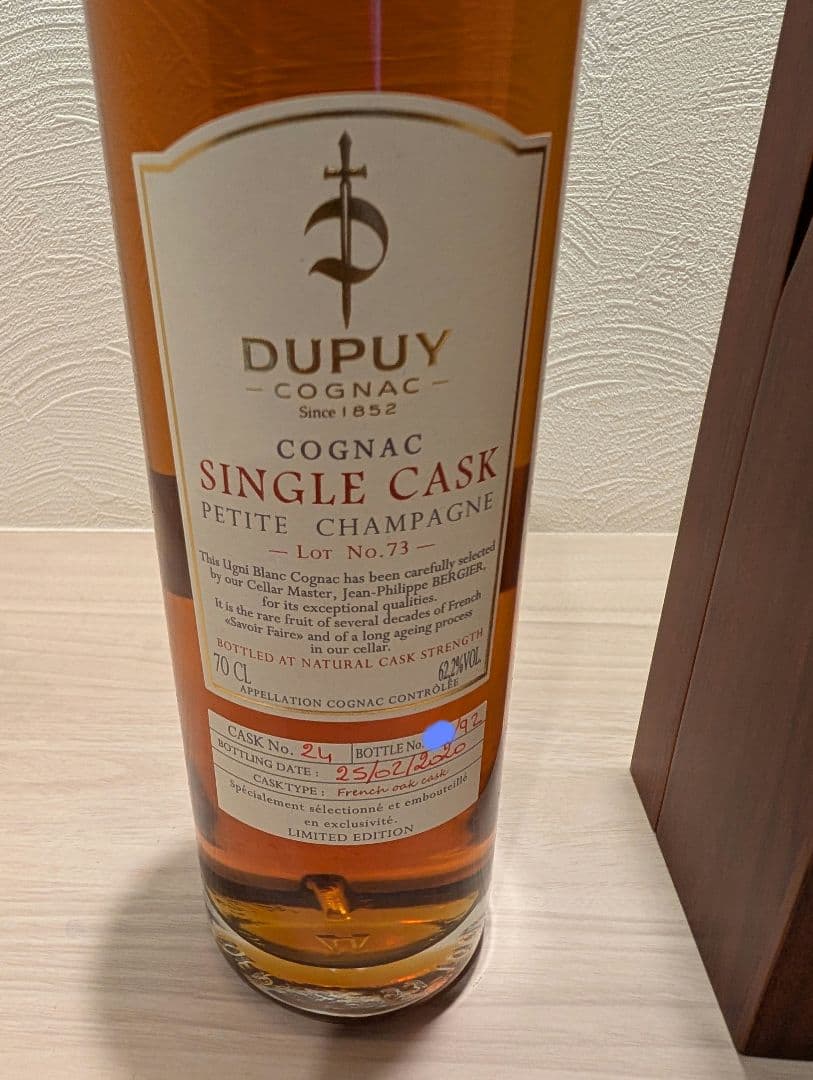 DUPUY
– COGNAC –
Since 1852
COGNAC
SINGLE CASK
PETITE CHAMPAGNE
— LOT No.73 —
This Ugni Blanc Cognac has been carefully selected
by our Cellar Master, Jean-Philippe BERGIER,
for its exceptional qualities.
It is the rare fruit of several decades of French
«Savoir Faire» and of a long ageing process
in our cellar.
BOTTLED AT NATURAL CASK STRENGTH
70 CL 62,2%VOL.
APPELLATION COGNAC CONTRÔLÉE
CASK No. 24 BOTTLE No. /92
BOTTLING DATE : 25/02/2020
CASK TYPE : French oak cask
Spécialement sélectionné et embouteillé
en exclusivité.
LIMITED EDITION